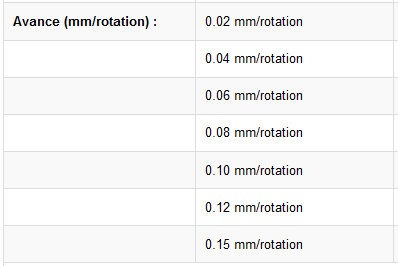 Avance (mm/rotation) : 0.02 mm/rotation
0.04 mm/rotation
0.06 mm/rotation
0.08 mm/rotation
0.10 mm/rotation
0.12 mm/rotation
0.15 mm/rotation